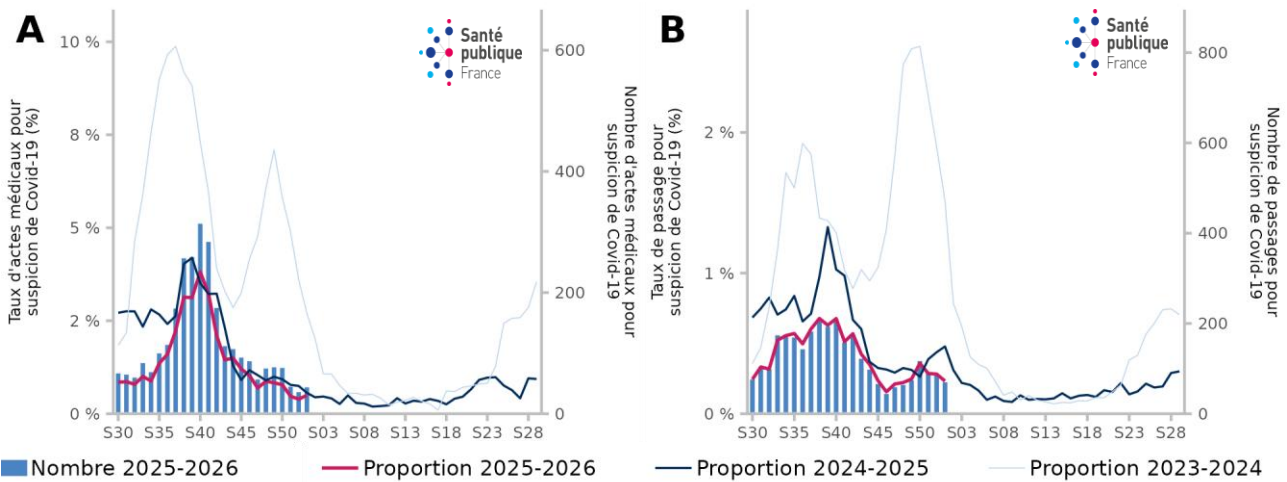 A
Santé
publique
France
10 %
8 %
5 %
2 %
0 %
Taux d'actes médicaux pour
suspicion de Covid-19 (%)
600
400
200
0
Nombre d'actes médicaux pour
suspicion de Covid-19
S30 S35 S40 S45 S50 S03 S08 S13 S18 S23 S28
B
Santé
publique
France
2 %
1 %
0 %
Taux de passage pour
suspicion de Covid-19 (%)
800
600
400
200
0
Nombre de passages pour
suspicion de Covid-19
S30 S35 S40 S45 S50 S03 S08 S13 S18 S23 S28
Nombre 2025-2026 Proportion 2025-2026 Proportion 2024-2025 Proportion 2023-2024